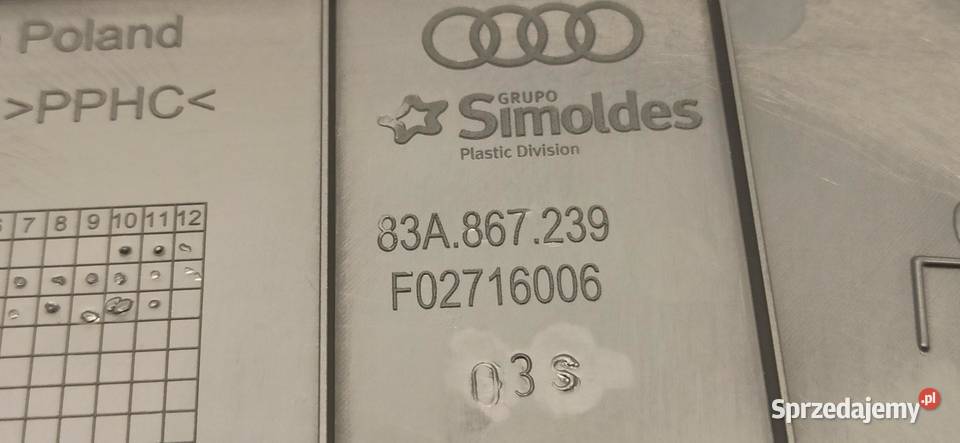 Poland
>PPHC<
7 8 9 10 11 12
GRUPO
Simoldes
Plastic Division
83A.867.239
F02716006
03S
Sprzedajemy.pl